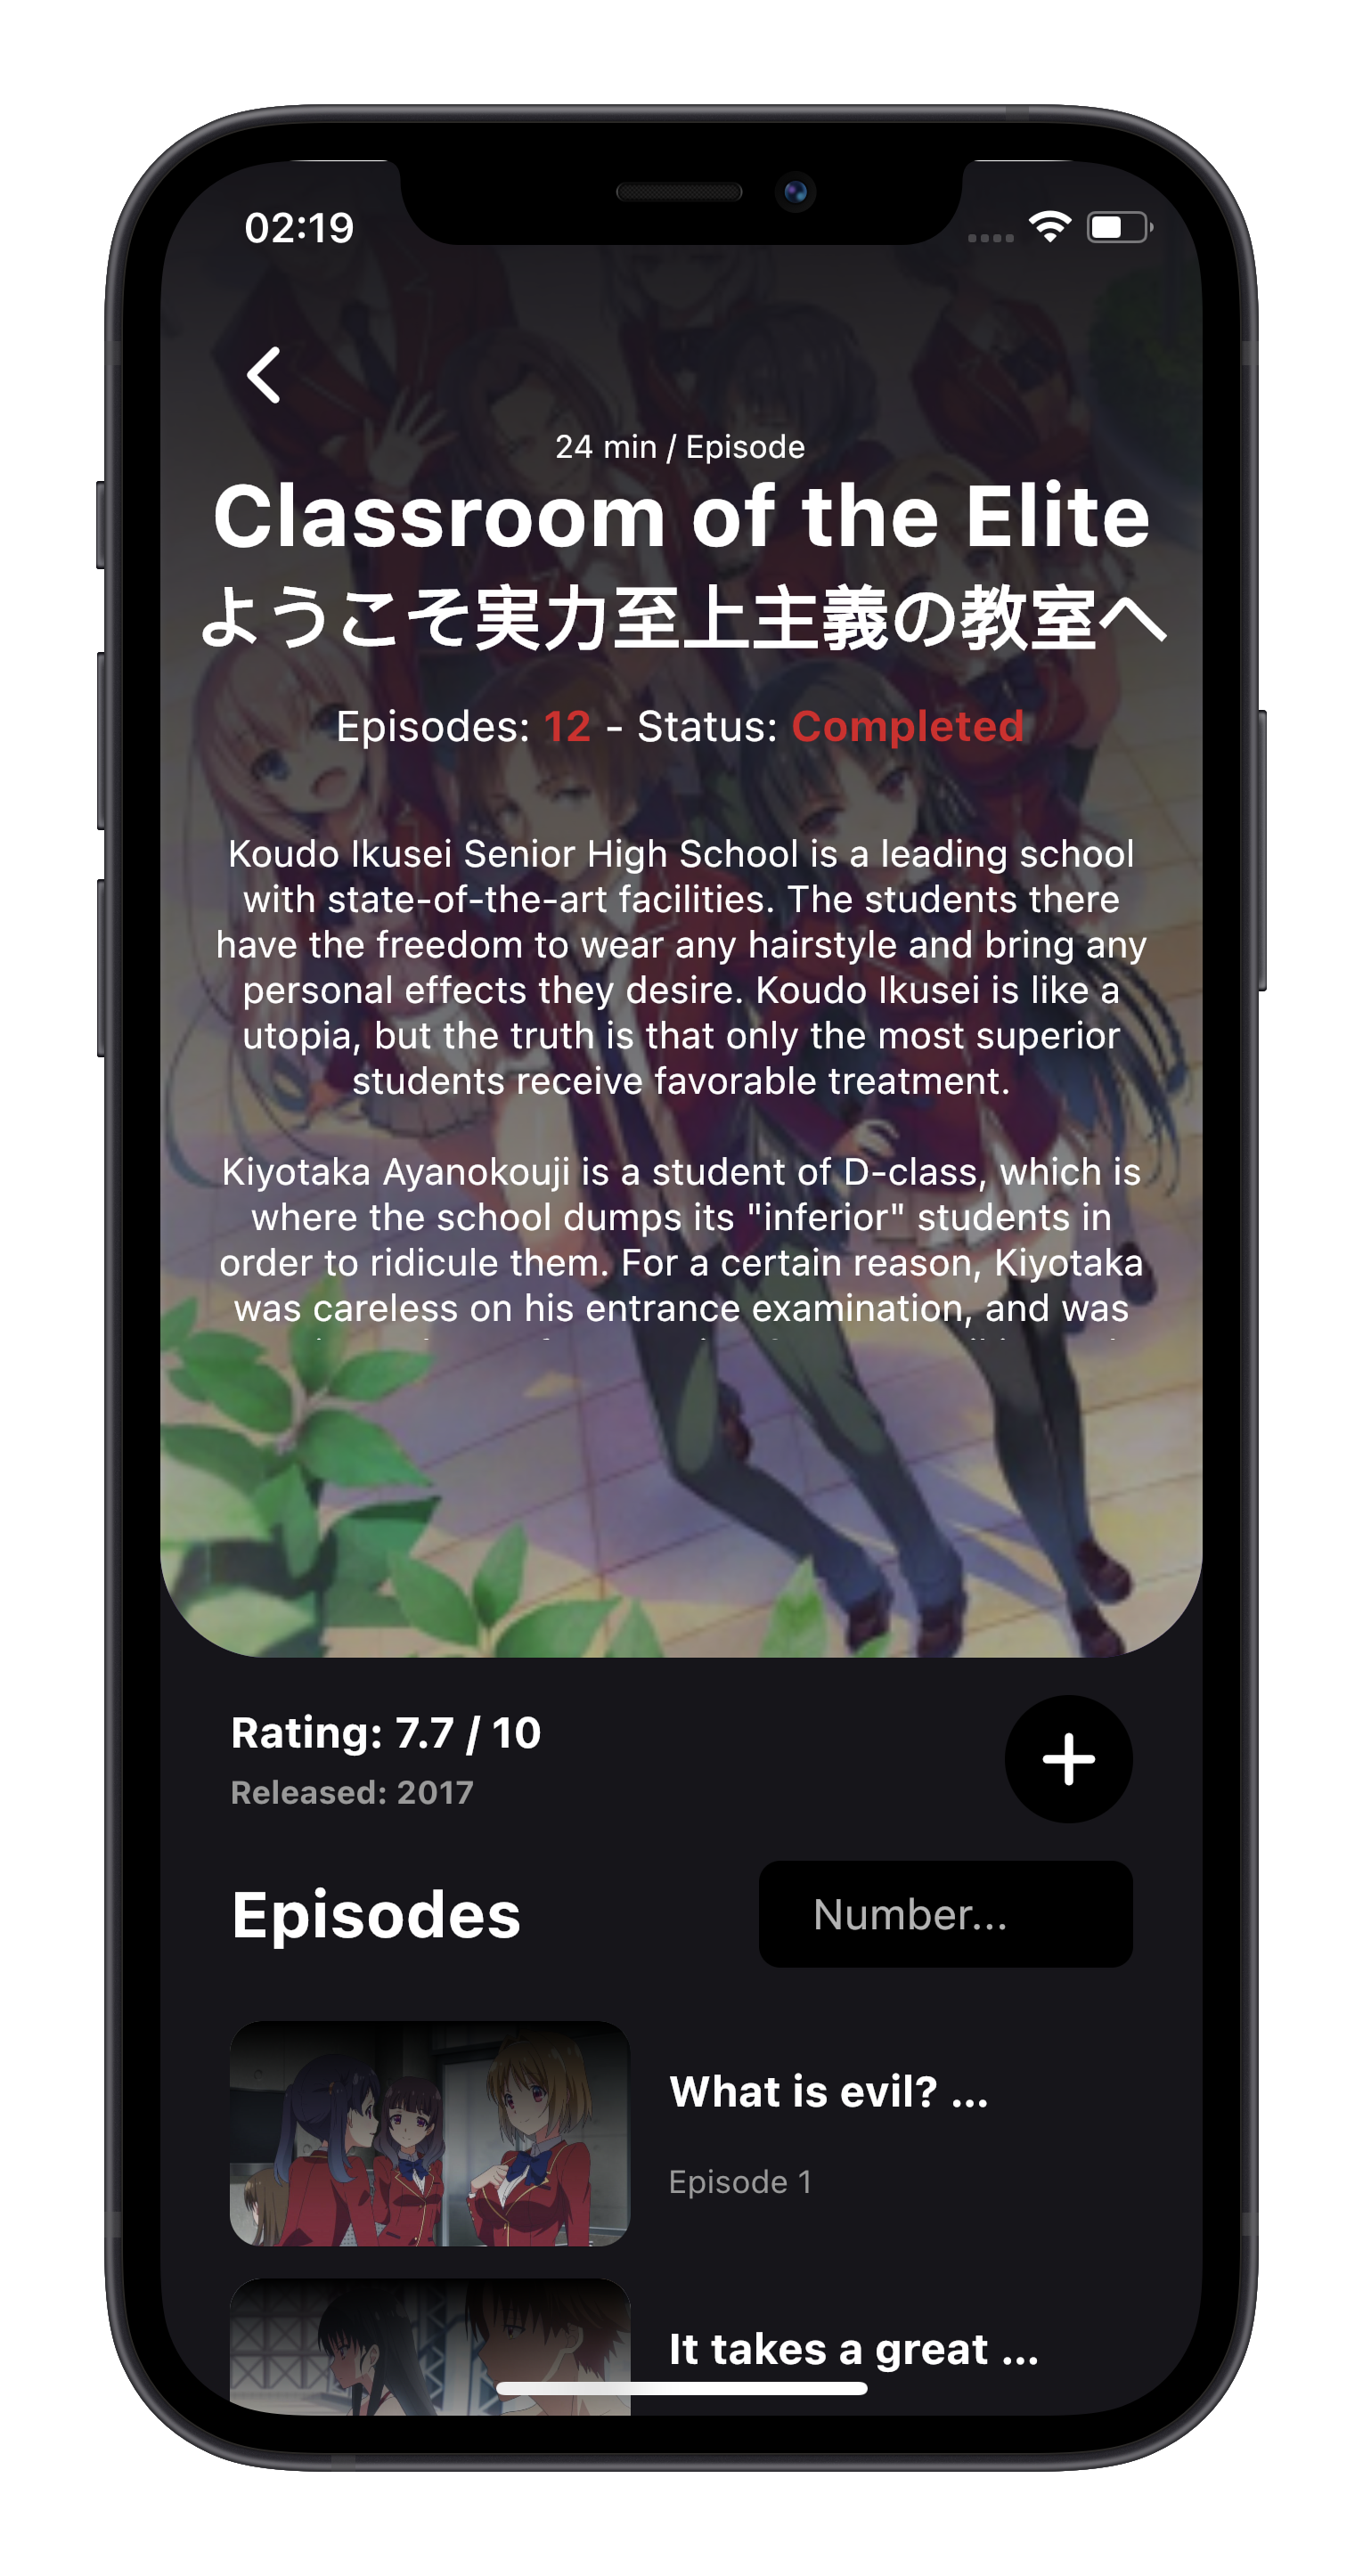 02:19
24 min / Episode
Classroom of the Elite
ようこそ実力至上主義の教室へ
Episodes: 12 - Status: Completed
Koudo Ikusei Senior High School is a leading school
with state-of-the-art facilities. The students there
have the freedom to wear any hairstyle and bring any
personal effects they desire. Koudo Ikusei is like a
utopia, but the truth is that only the most superior
students receive favorable treatment.
Kiyotaka Ayanokouji is a student of D-class, which is
where the school dumps its "inferior" students in
order to ridicule them. For a certain reason, Kiyotaka
was careless on his entrance examination, and was
Rating: 7.7 / 10
Released: 2017
Episodes
Number...
What is evil? ...
Episode 1
It takes a great ...